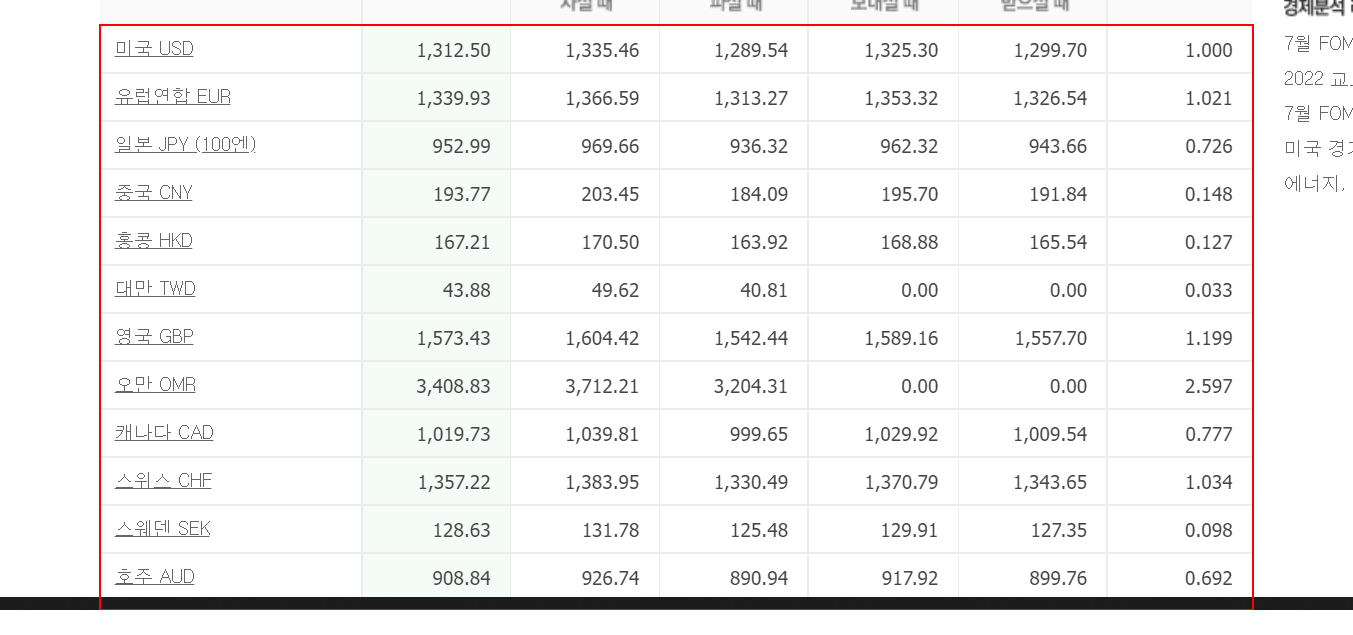 사실 때 파실 때 보내실 때 받으실 때
미국 USD 1,312.50 1,335.46 1,289.54 1,325.30 1,299.70 1.000
유럽연합 EUR 1,339.93 1,366.59 1,313.27 1,353.32 1,326.54 1.021
일본 JPY (100엔) 952.99 969.66 936.32 962.32 943.66 0.726
중국 CNY 193.77 203.45 184.09 195.70 191.84 0.148
홍콩 HKD 167.21 170.50 163.92 168.88 165.54 0.127
대만 TWD 43.88 49.62 40.81 0.00 0.00 0.033
영국 GBP 1,573.43 1,604.42 1,542.44 1,589.16 1,557.70 1.199
오만 OMR 3,408.83 3,712.21 3,204.31 0.00 0.00 2.597
캐나다 CAD 1,019.73 1,039.81 999.65 1,029.92 1,009.54 0.777
스위스 CHF 1,357.22 1,383.95 1,330.49 1,370.79 1,343.65 1.034
스웨덴 SEK 128.63 131.78 125.48 129.91 127.35 0.098
호주 AUD 908.84 926.74 890.94 917.92 899.76 0.692
경제분석
7월 FOM
2022 교
7월 FOM
미국 경
에너지,